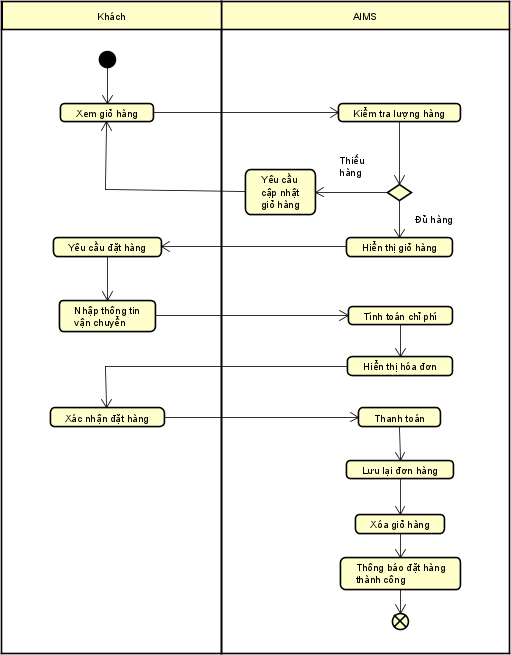 Khách
AIMS
Xem giỏ hàng
Kiểm tra lượng hàng
Thiếu
hàng
Yêu cầu
cập nhật
giỏ hàng
Đủ hàng
Yêu cầu đặt hàng
Hiển thị giỏ hàng
Nhập thông tin
vận chuyển
Tính toán chi phí
Hiển thị hóa đơn
Xác nhận đặt hàng
Thanh toán
Lưu lại đơn hàng
Xóa giỏ hàng
Thông báo đặt hàng
thành công